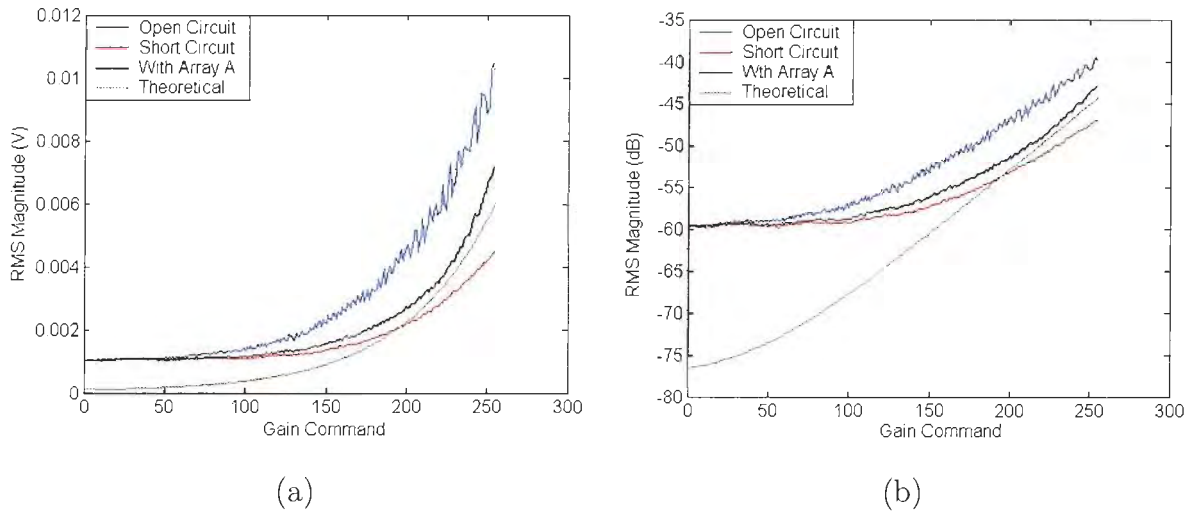 0.012
0.01
0.008
0.006
0.004
0.002
0
RMS Magnitude (V)
Open Circuit
Short Circuit
With Array A
Theoretical
0 50 100 150 200 250 300
Gain Command
(a)
-35
-40
-45
-50
-55
-60
-65
-70
-75
-80
RMS Magnitude (dB)
Open Circuit
Short Circuit
With Array A
Theoretical
0 50 100 150 200 250 300
Gain Command
(b)